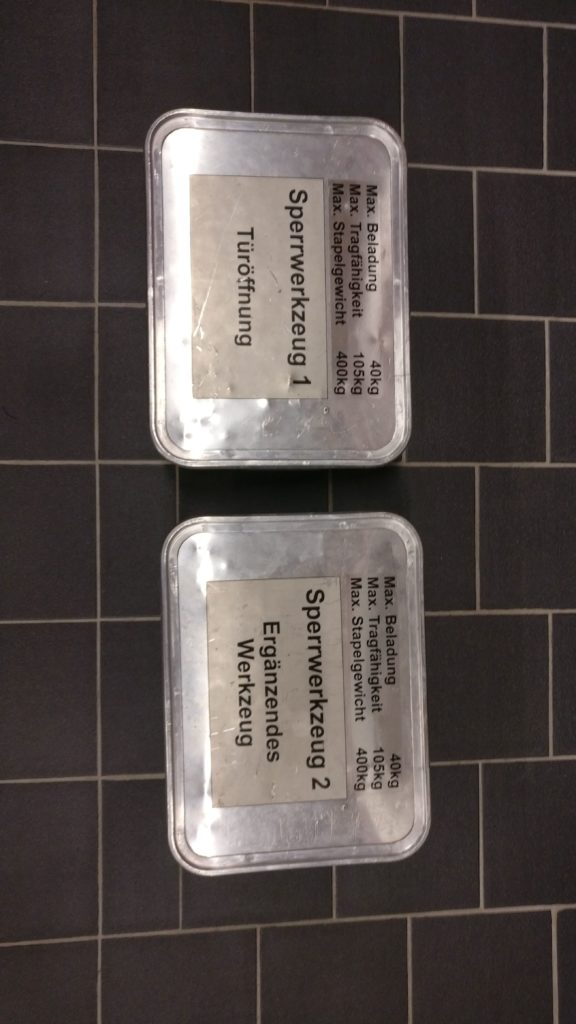 Max. Beladung 40kg
Max. Tragfähigkeit 105kg
Max. Stapelgewicht 400kg
Sperrwerkzeug 1
Türöffnung
Max. Beladung 40kg
Max. Tragfähigkeit 105kg
Max. Stapelgewicht 400kg
Sperrwerkzeug 2
Ergänzendes
Werkzeug